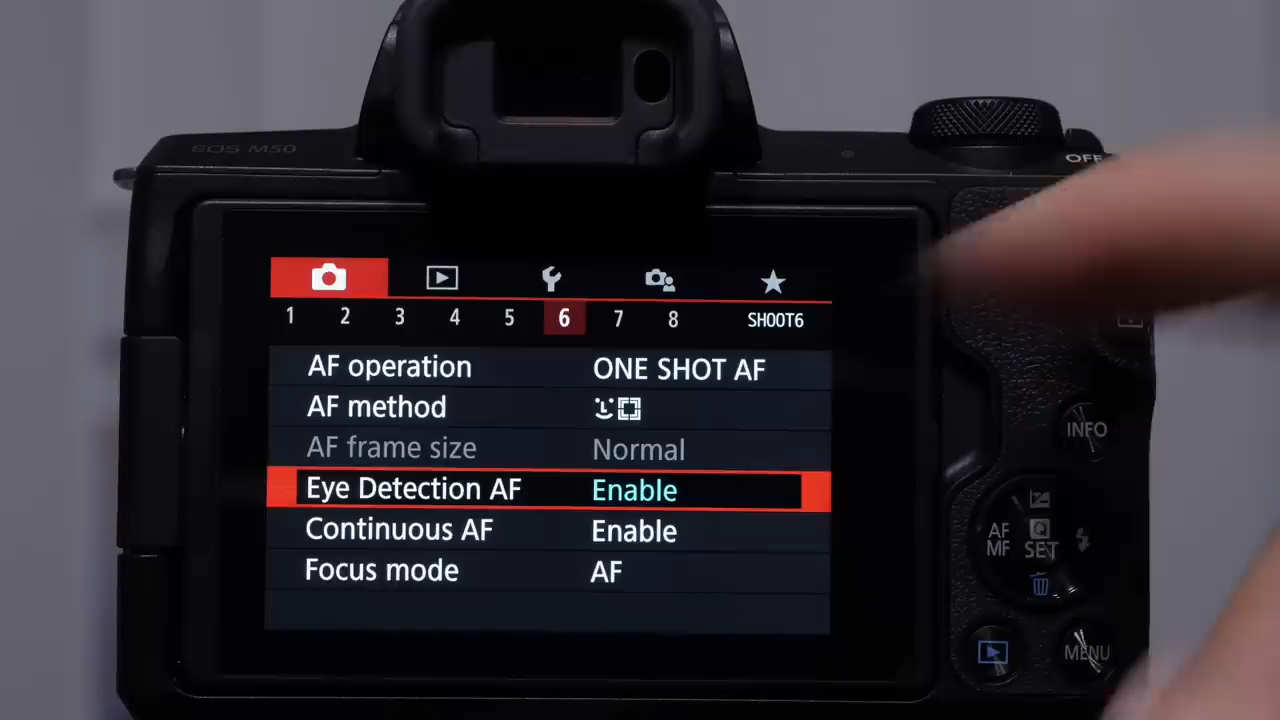 EOS M50
OFF
1 2 3 4 5 6 7 8 SHOOT6
AF operation ONE SHOT AF
AF method
AF frame size Normal
Eye Detection AF Enable
Continuous AF Enable
Focus mode AF
INFO
AF
MF
SET
MENU